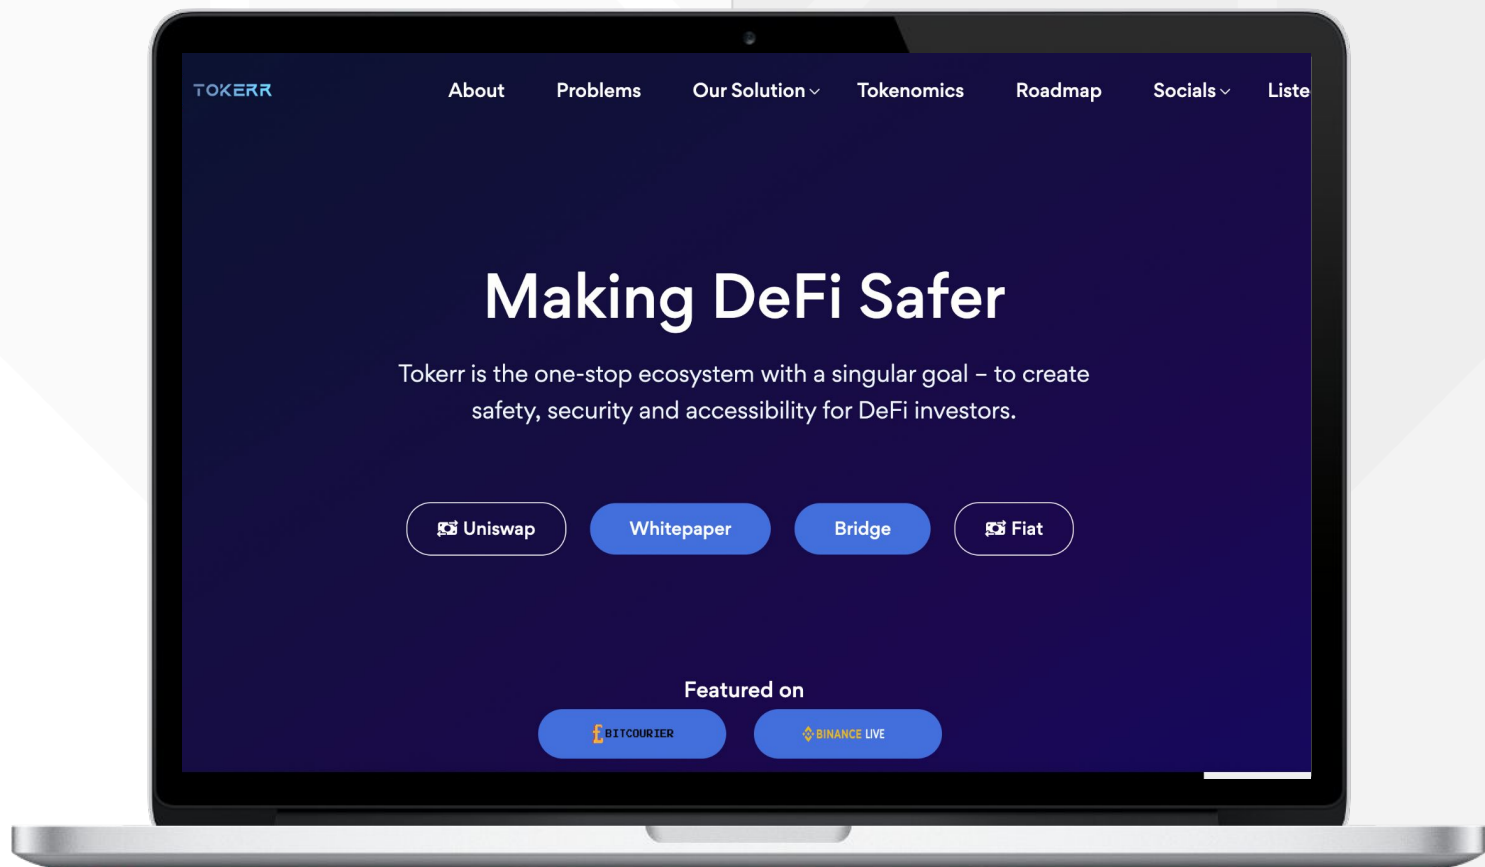 TOKERR
About Problems Our Solution Tokenomics Roadmap Socials Liste
Making DeFi Safer
Tokerr is the one-stop ecosystem with a singular goal – to create
safety, security and accessibility for DeFi investors.
Uniswap Whitepaper Bridge Fiat
Featured on
BITCOURIER BINANCE LIVE